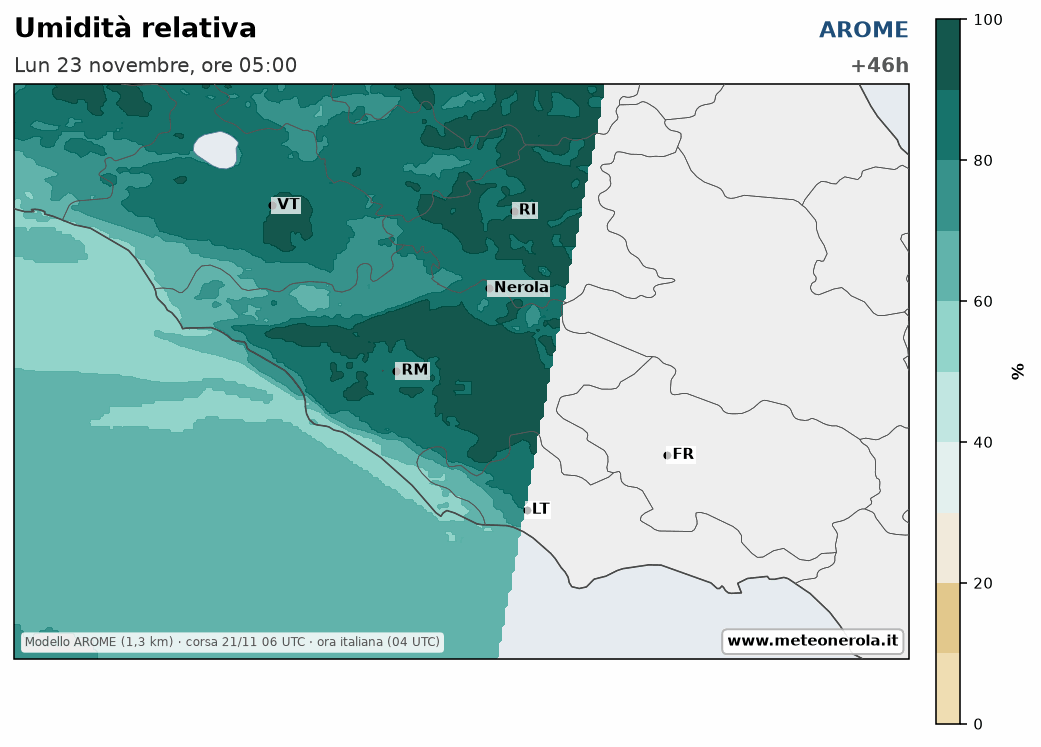 Umidità relativa
AROME
Lun 23 novembre, ore 05:00
+46h
100
80
60
40
20
0
%
VT
RI
Nerola
RM
FR
LT
Modello AROME (1,3 km) · corsa 21/11 06 UTC · ora italiana (04 UTC)
www.meteonerola.it